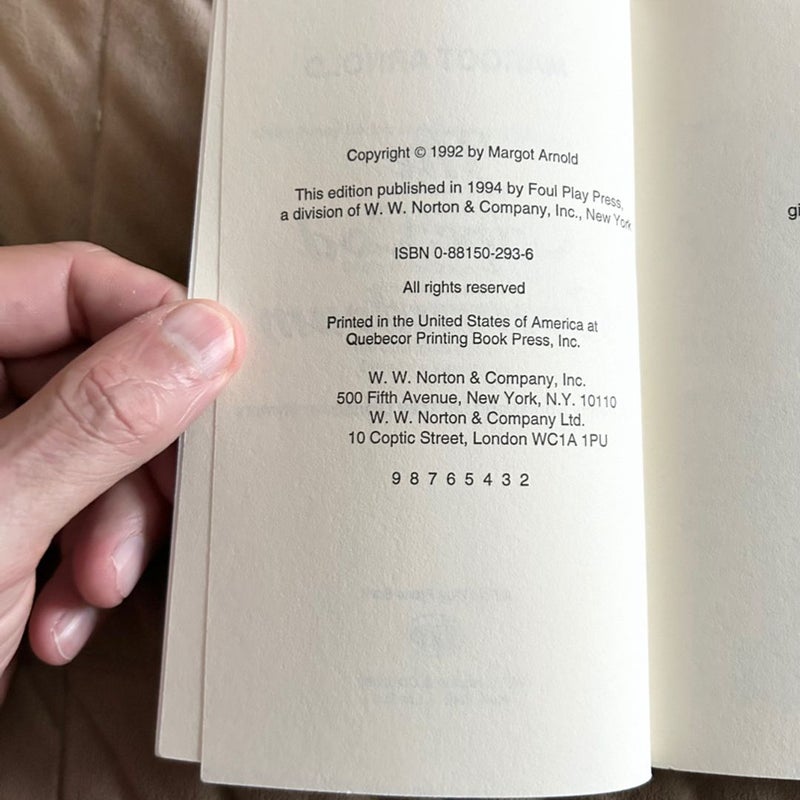 Copyright © 1992 by Margot Arnold
This edition published in 1994 by Foul Play Press,
a division of W. W. Norton & Company, Inc., New York
ISBN 0-88150-293-6
All rights reserved
Printed in the United States of America at
Quebecor Printing Book Press, Inc.
W. W. Norton & Company, Inc.
500 Fifth Avenue, New York, N.Y. 10110
W. W. Norton & Company Ltd.
10 Coptic Street, London WC1A 1PU
9 8 7 6 5 4 3 2
gi